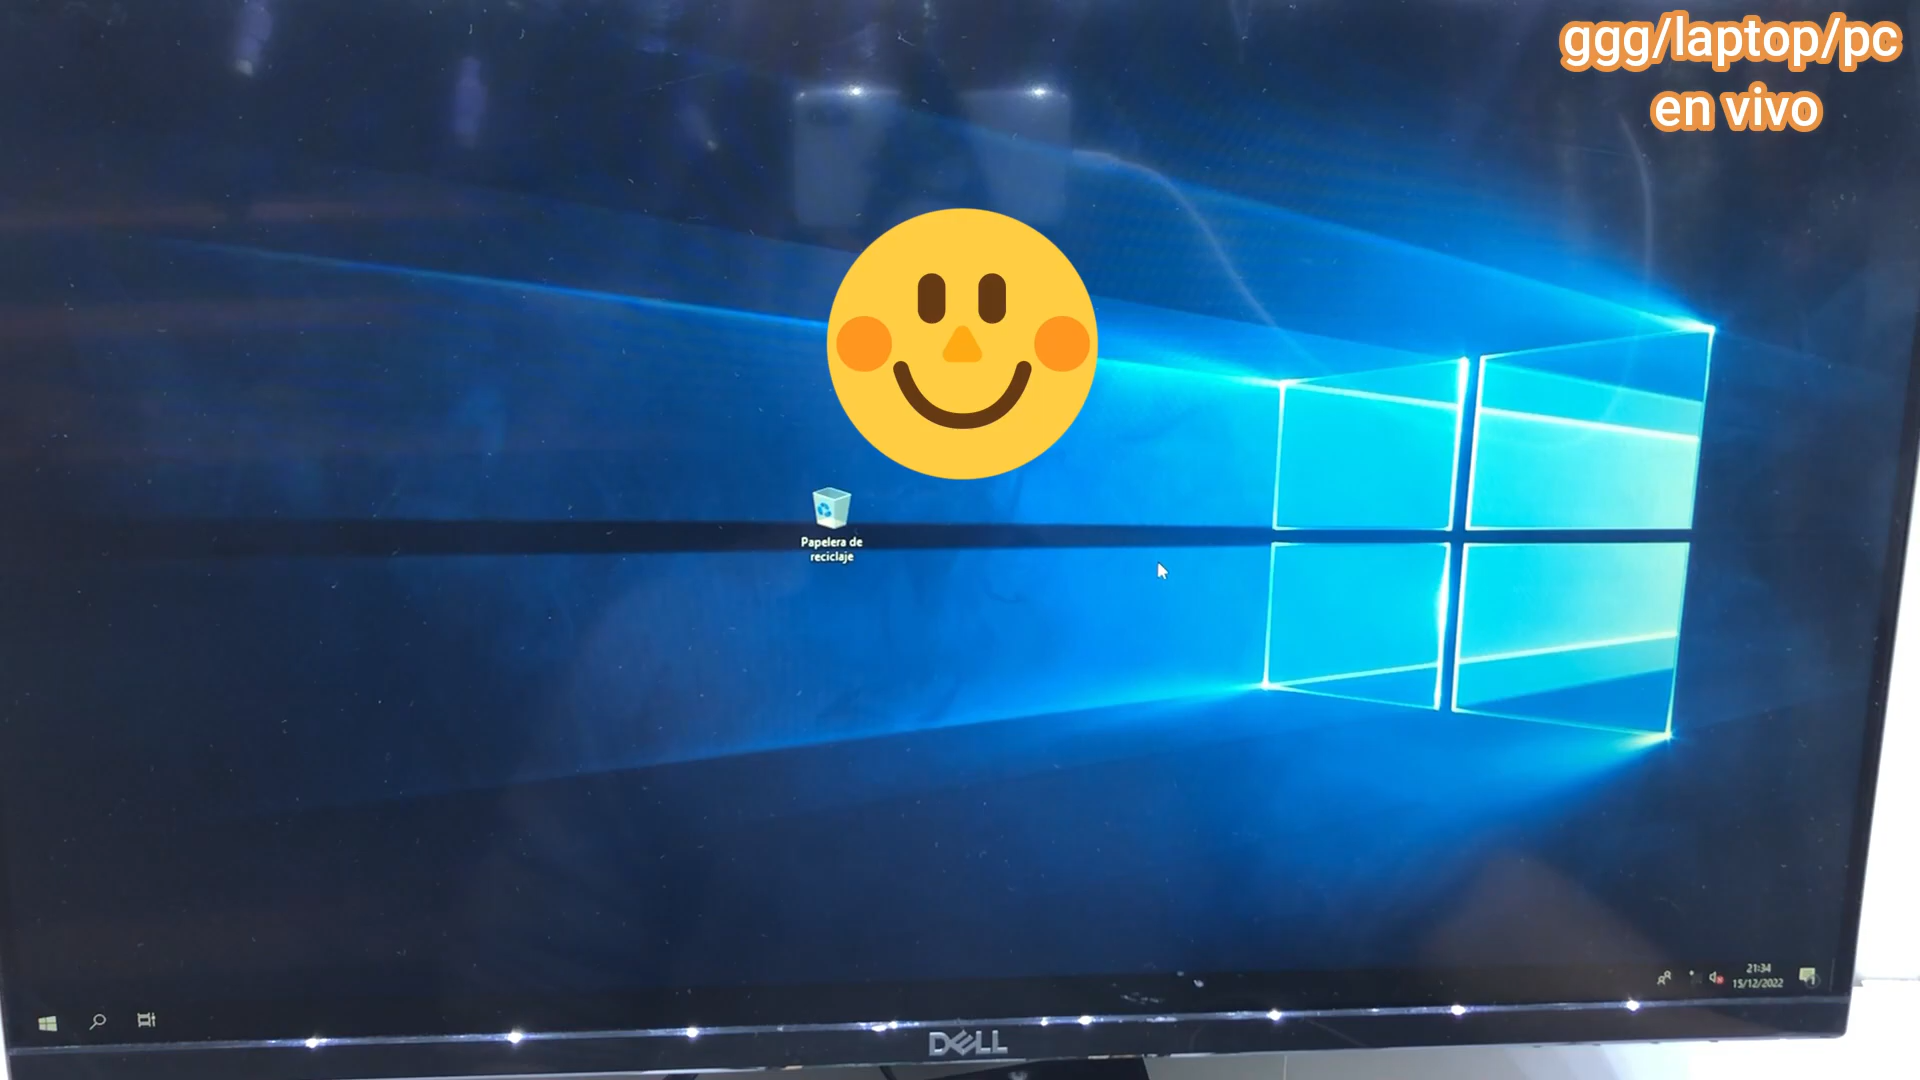 ggg/laptop/pc
en vivo
Papelera de
reciclaje
21:34
15/12/2022
DELL